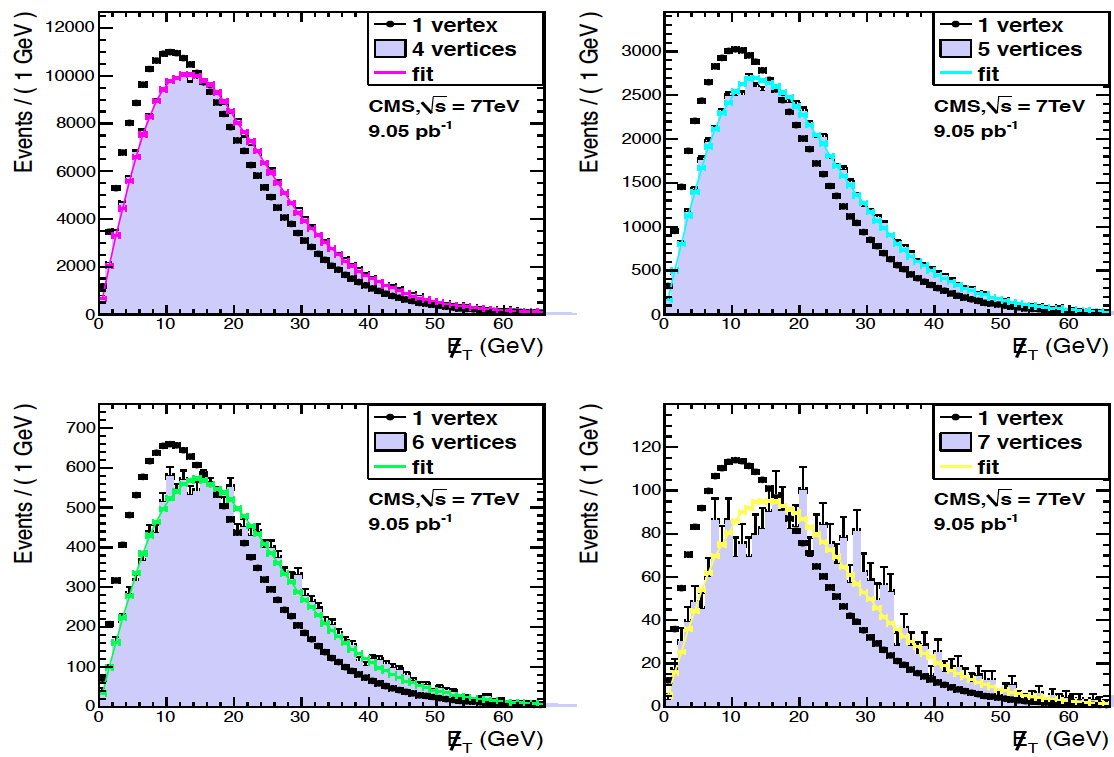 Events / ( 1 GeV )
12000
10000
8000
6000
4000
2000
0
1 vertex
4 vertices
fit
CMS,√s = 7TeV
9.05 pb⁻¹
0 10 20 30 40 50 60
E̸_T (GeV)
Events / ( 1 GeV )
3000
2500
2000
1500
1000
500
0
1 vertex
5 vertices
fit
CMS,√s = 7TeV
9.05 pb⁻¹
0 10 20 30 40 50 60
E̸_T (GeV)
Events / ( 1 GeV )
700
600
500
400
300
200
100
0
1 vertex
6 vertices
fit
CMS,√s = 7TeV
9.05 pb⁻¹
0 10 20 30 40 50 60
E̸_T (GeV)
Events / ( 1 GeV )
120
100
80
60
40
20
0
1 vertex
7 vertices
fit
CMS,√s = 7TeV
9.05 pb⁻¹
0 10 20 30 40 50 60
E̸_T (GeV)